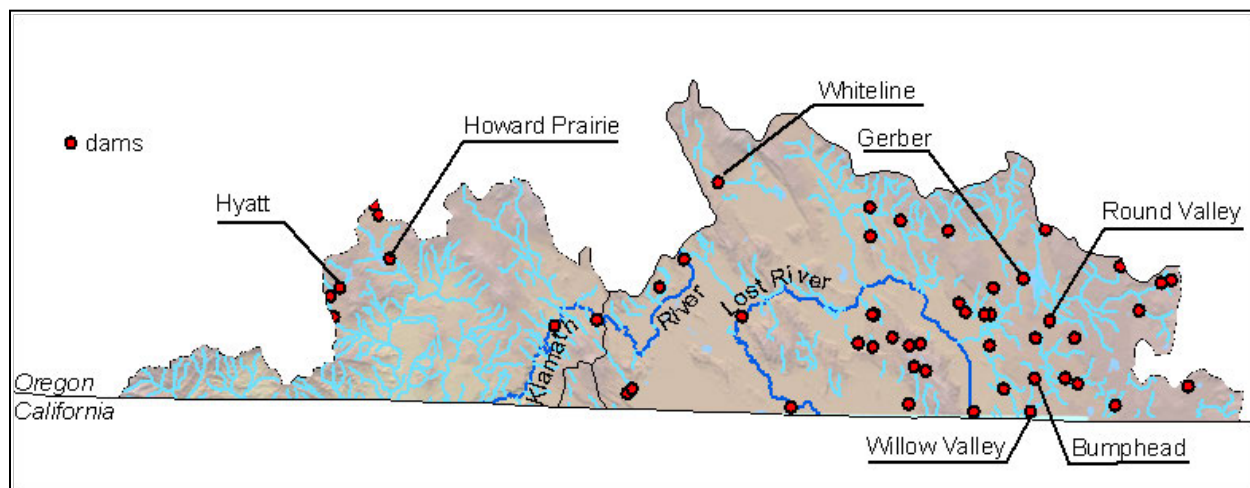 Whiteline
Howard Prairie
Gerber
dams
Hyatt
Round Valley
Lost River
Klamath River
Oregon
California
Willow Valley
Bumphead